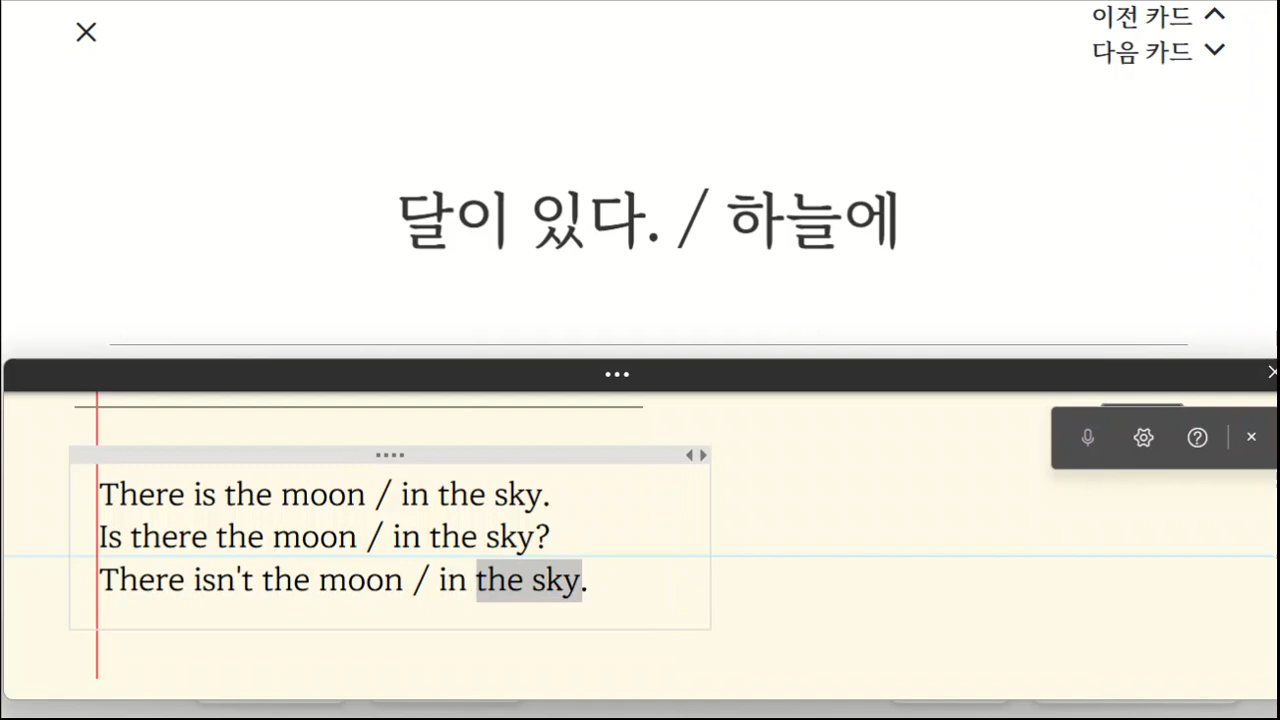 이전 카드
다음 카드
달이 있다. / 하늘에
There is the moon / in the sky.
Is there the moon / in the sky?
There isn't the moon / in the sky.